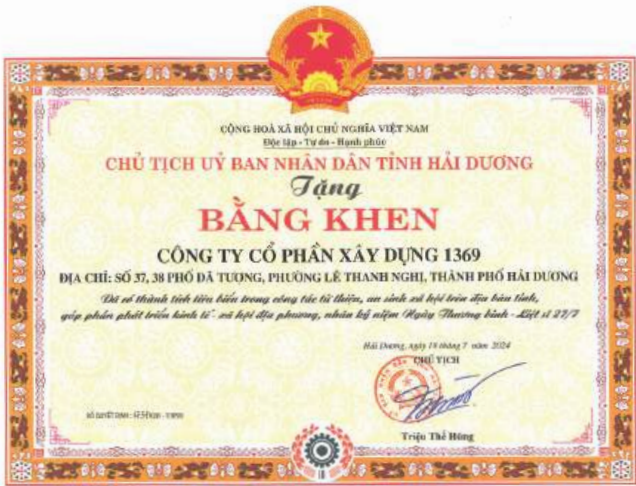 CỘNG HOÀ XÃ HỘI CHỦ NGHĨA VIỆT NAM
Độc lập - Tự do - Hạnh phúc
CHỦ TỊCH UỶ BAN NHÂN DÂN TỈNH HẢI DƯƠNG
Tặng
BẰNG KHEN
CÔNG TY CỔ PHẦN XÂY DỰNG 1369
ĐỊA CHỈ: SỐ 37, 38 PHỐ DÃ TƯỢNG, PHƯỜNG LÊ THANH NGHỊ, THÀNH PHỐ HẢI DƯƠNG
Đã có thành tích tiêu biểu trong công tác từ thiện, an sinh xã hội trên địa bàn tỉnh,
góp phần phát triển kinh tế - xã hội địa phương, nhân kỷ niệm Ngày Thương binh - Liệt sĩ 27/7
Hải Dương, ngày 18 tháng 7 năm 2024
CHỦ TỊCH
Triệu Thế Hùng